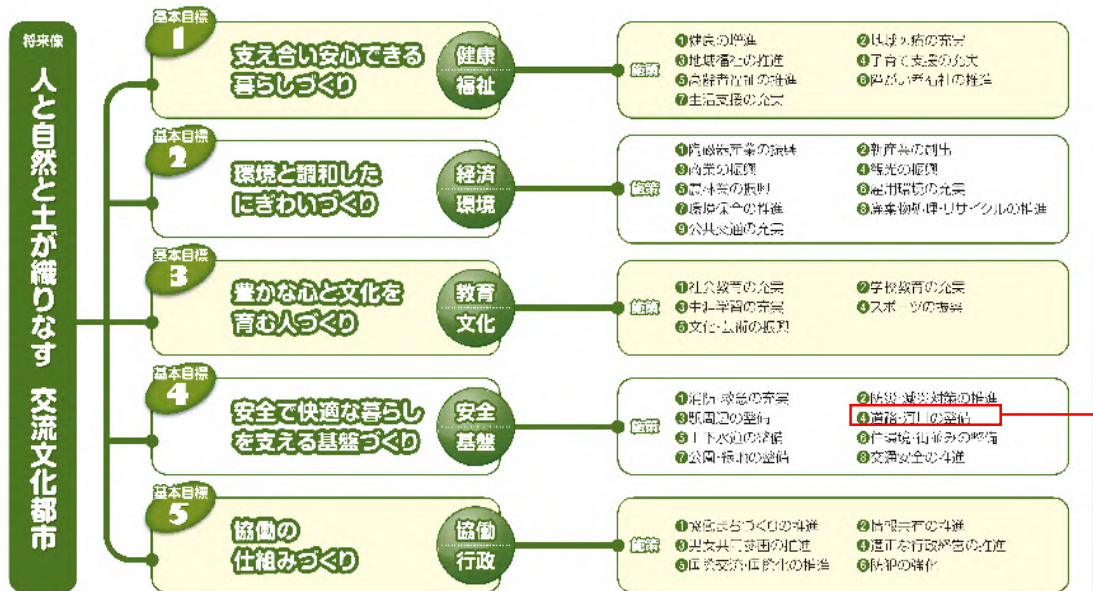 将来像
人と自然と土が織りなす 交流文化都市
基本目標
1
支え合い安心できる
暮らしづくり
健康
福祉
施策
❶健康の増進
❷地域医療の充実
❸地域福祉の推進
❹子育て支援の充実
❺高齢者福祉の推進
❻障がい者福祉の推進
❼生活支援の充実
基本目標
2
環境と調和した
にぎわいづくり
経済
環境
施策
❶陶磁器産業の振興
❷新産業の創出
❸商業の振興
❹観光の振興
❺農林業の振興
❻雇用環境の充実
❼環境保全の推進
❽廃棄物処理・リサイクルの推進
❾公共交通の充実
基本目標
3
豊かな心と文化を
育む人づくり
教育
文化
施策
❶社会教育の充実
❷学校教育の充実
❸生涯学習の充実
❹スポーツの振興
❺文化・芸術の振興
基本目標
4
安全で快適な暮らし
を支える基盤づくり
安全
基盤
施策
❶消防・救急の充実
❷防災・減災対策の推進
❸駅周辺の整備
❹道路・河川の整備
❺上下水道の整備
❻住環境・街並みの整備
❼公園・緑地の整備
❽交通安全の推進
基本目標
5
協働の
仕組みづくり
協働
行政
施策
❶協働まちづくりの推進
❷情報共有の推進
❸男女共同参画の推進
❹適正な行政経営の推進
❺国際交流・国際化の推進
❻防犯の強化